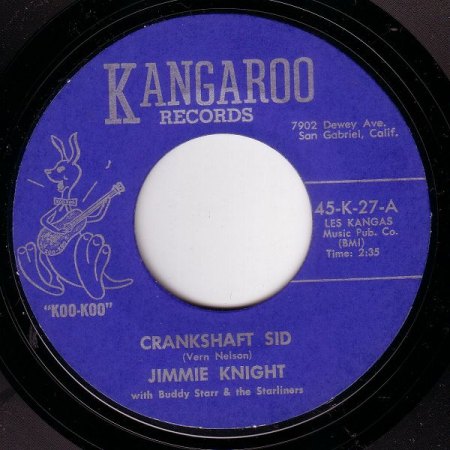 KANGAROO
RECORDS
7902 Dewey Ave.
San Gabriel, Calif.
45-K-27-A
LES KANGAS
Music Pub. Co.
(BMI)
Time: 2:35
"KOO-KOO"
CRANKSHAFT SID
(Vern Nelson)
JIMMIE KNIGHT
with Buddy Starr & the Starliners